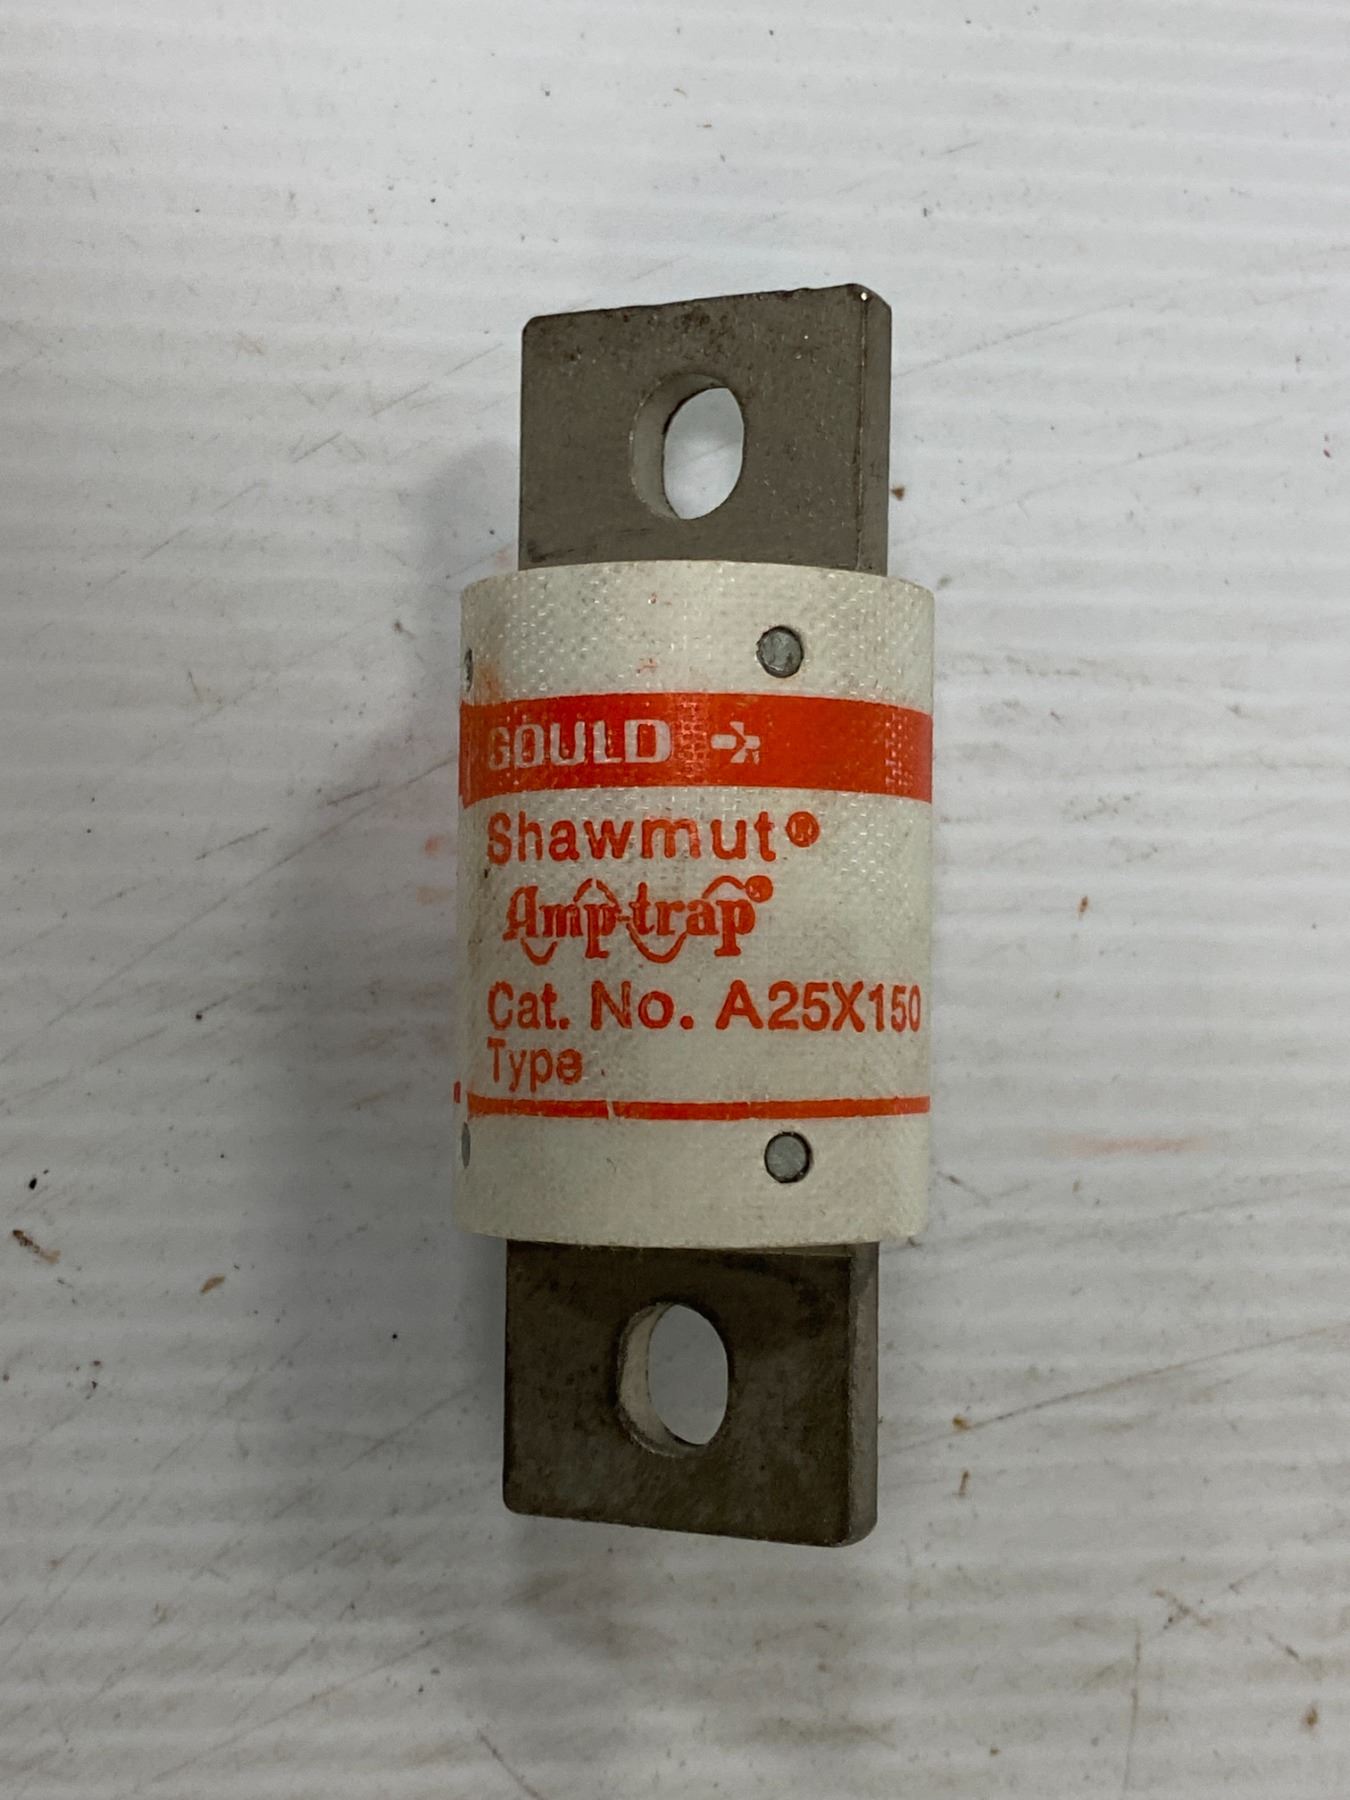 GOULD
Shawmut®
Amp-trap®
Cat. No. A25X150
Type